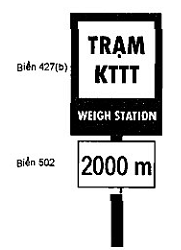 TRẠM
KTTT
Biển 427(b)
WEIGH STATION
Biển 502
2000 m